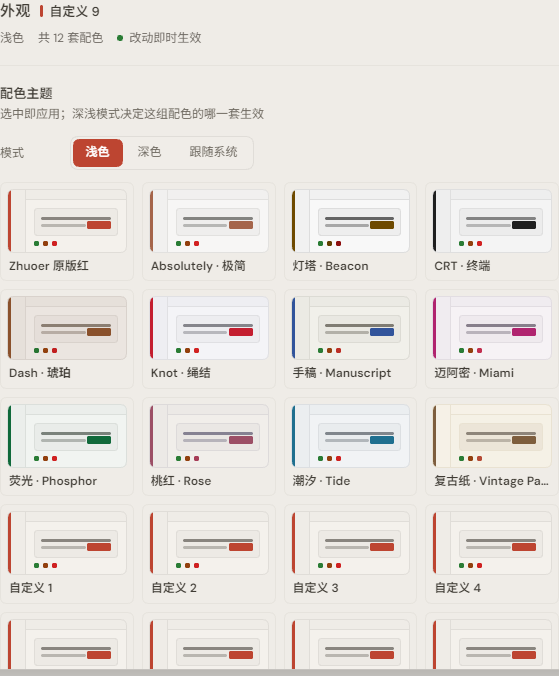 外观 自定义 9
浅色 共 12 套配色 改动即时生效
配色主题
选中即应用；深浅模式决定这组配色的哪一套生效
模式 浅色 深色 跟随系统
Zhuoer 原版红 Absolutely · 极简 灯塔 · Beacon CRT · 终端
Dash · 琥珀 Knot · 绳结 手稿 · Manuscript 迈阿密 · Miami
荧光 · Phosphor 桃红 · Rose 潮汐 · Tide 复古纸 · Vintage Pa...
自定义 1 自定义 2 自定义 3 自定义 4